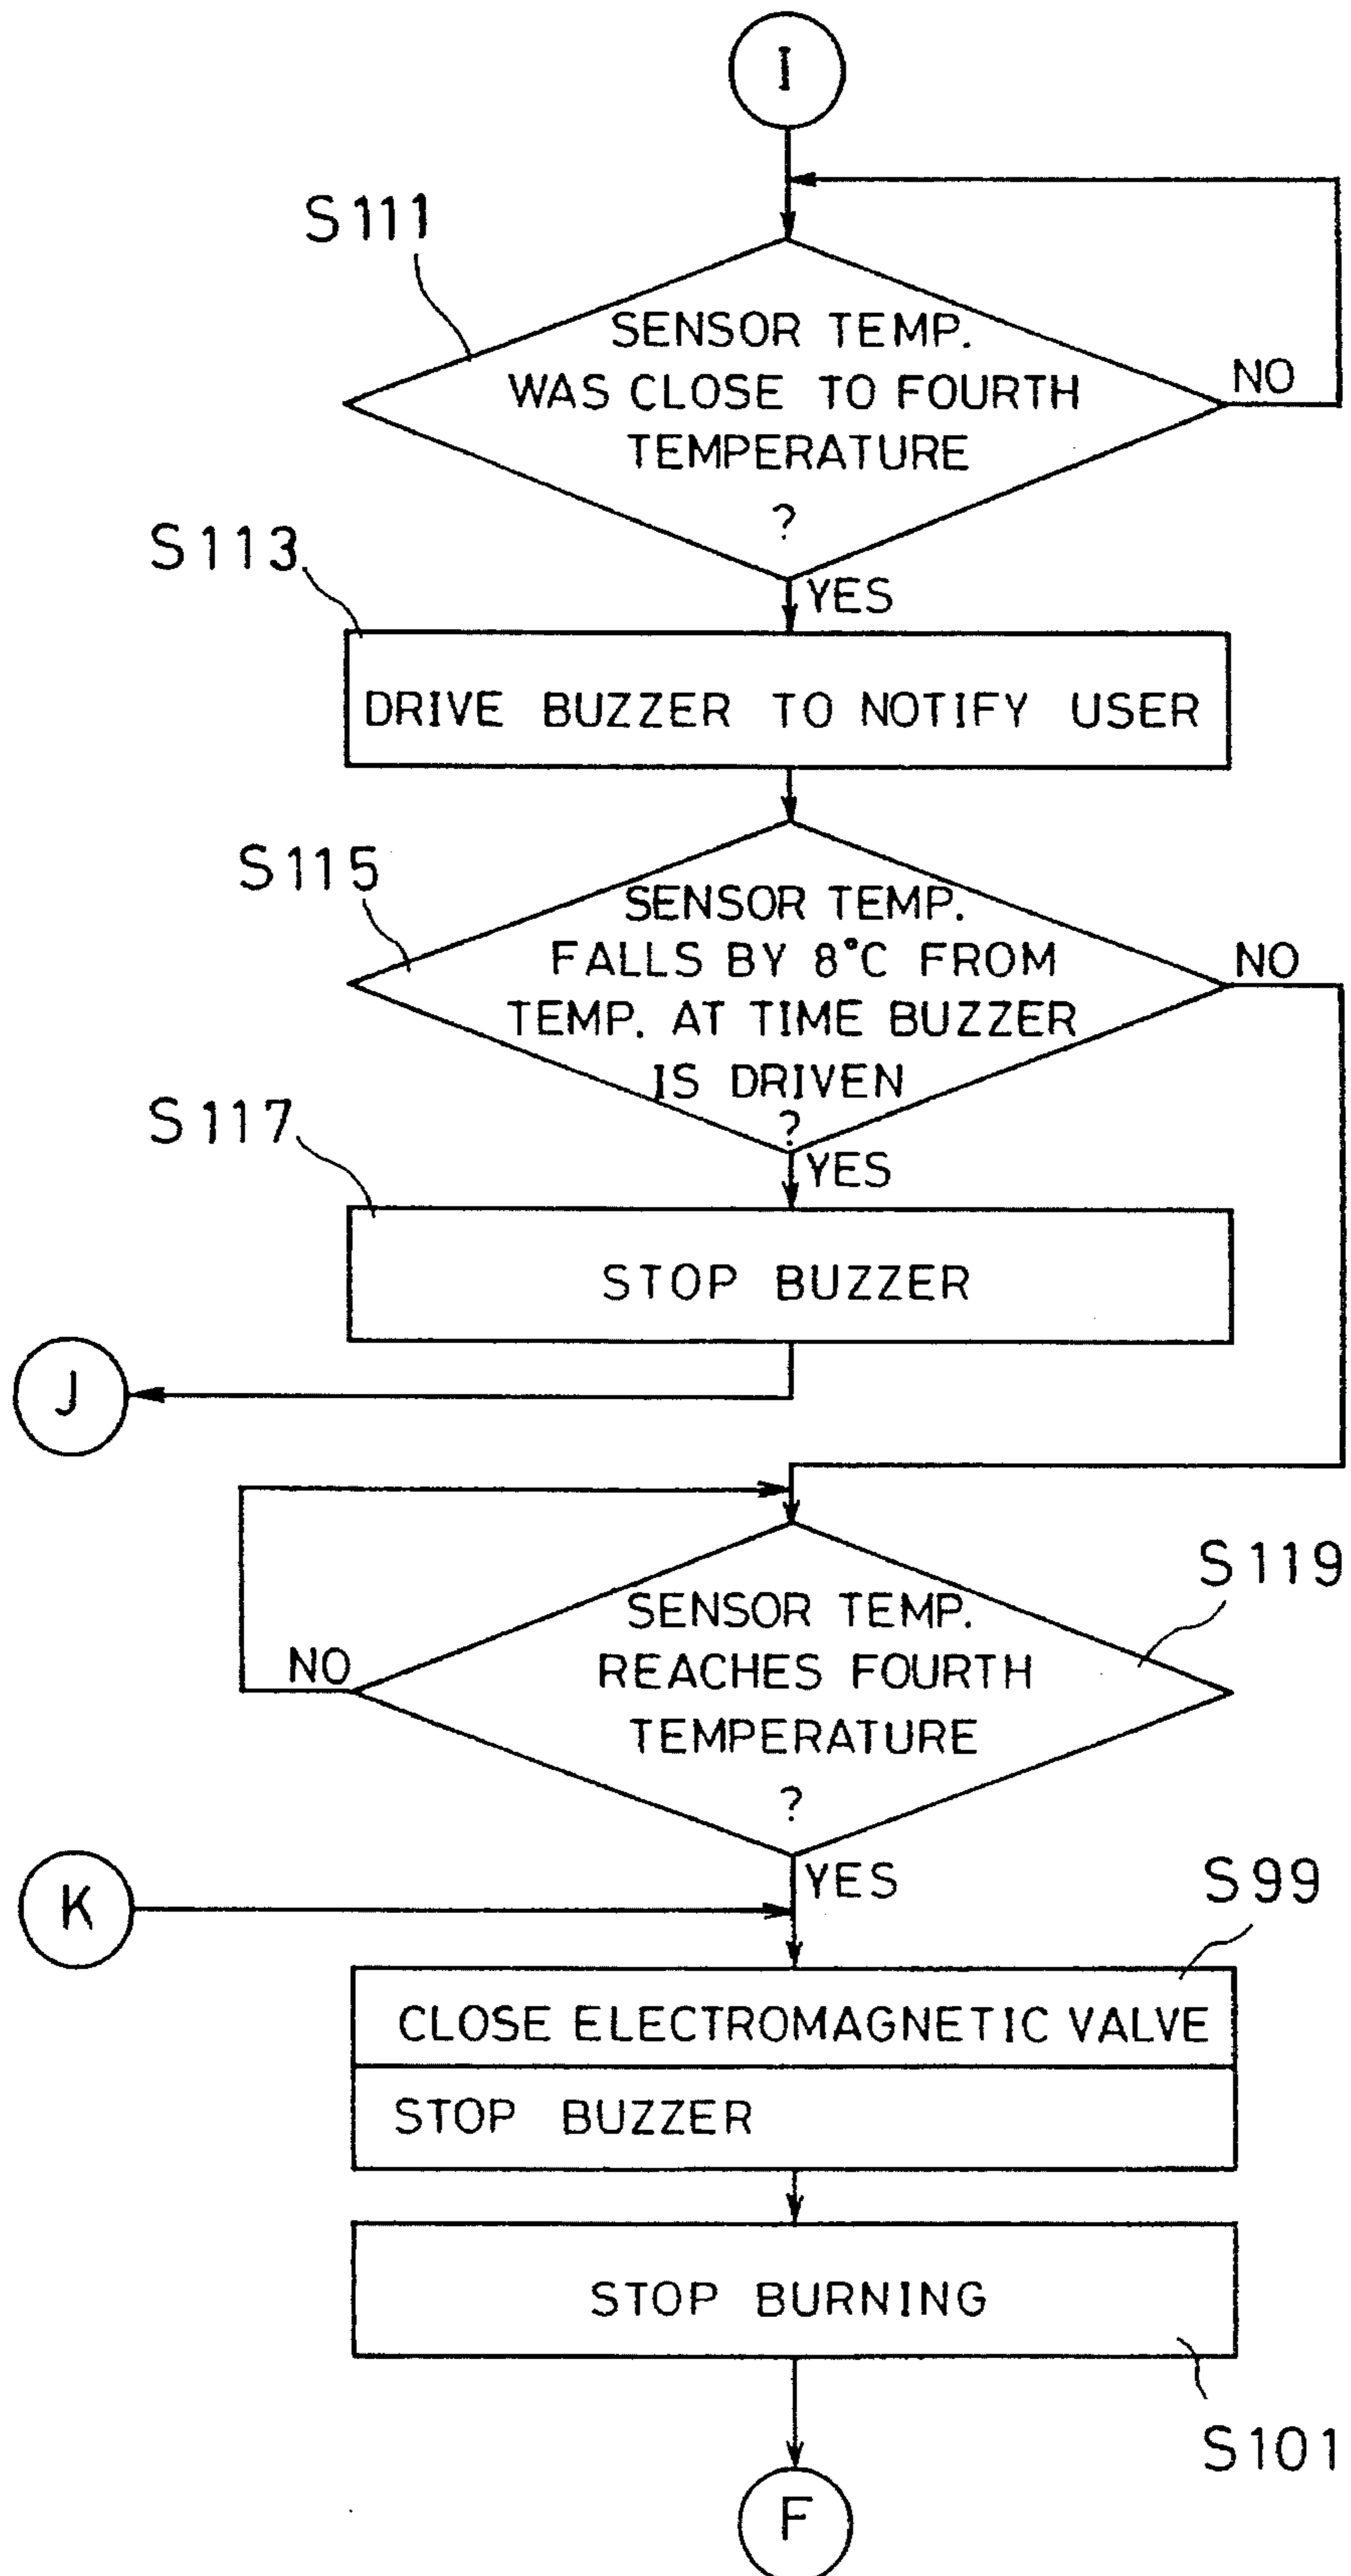 I
S111
SENSOR TEMP.
WAS CLOSE TO FOURTH
TEMPERATURE
?
NO
YES
S113
DRIVE BUZZER TO NOTIFY USER
S115
SENSOR TEMP.
FALLS BY 8°C FROM
TEMP. AT TIME BUZZER
IS DRIVEN
?
NO
YES
S117
STOP BUZZER
J
S119
SENSOR TEMP.
REACHES FOURTH
TEMPERATURE
?
NO
YES
K
S99
CLOSE ELECTROMAGNETIC VALVE
STOP BUZZER
STOP BURNING
S101
F